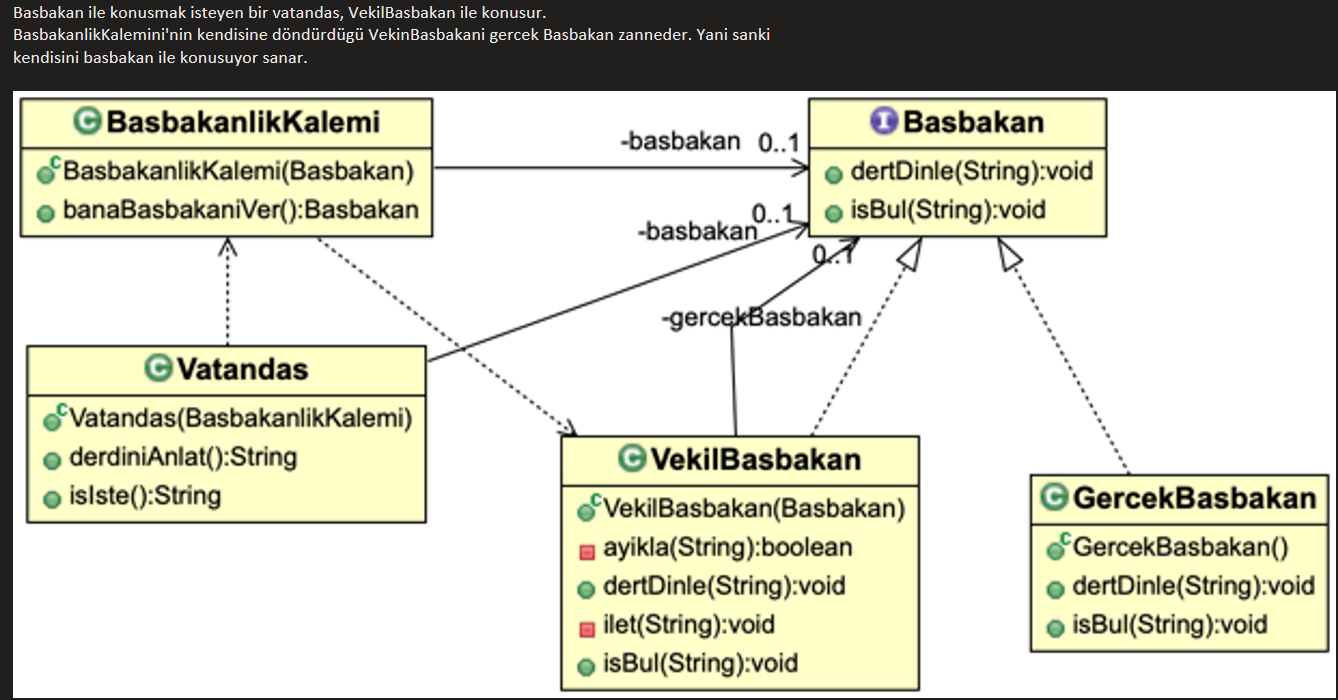 Basbakan ile konusmak isteyen bir vatandas, VekilBasbakan ile konusur.
BasbakanlikKalemini'nin kendisine döndürdügü VekinBasbakani gercek Basbakan zanneder. Yani sanki
kendisini basbakan ile konusuyor sanar.
C BasbakanlikKalemi
C BasbakanlikKalemi(Basbakan)
banaBasbakaniVer():Basbakan
-basbakan 0..1
I Basbakan
dertDinle(String):void
isBul(String):void
-basbakan 0..1
0..1
-gercekBasbakan
C Vatandas
C Vatandas(BasbakanlikKalemi)
derdiniAnlat():String
isIste():String
C VekilBasbakan
C VekilBasbakan(Basbakan)
ayikla(String):boolean
dertDinle(String):void
ilet(String):void
isBul(String):void
C GercekBasbakan
C GercekBasbakan()
dertDinle(String):void
isBul(String):void